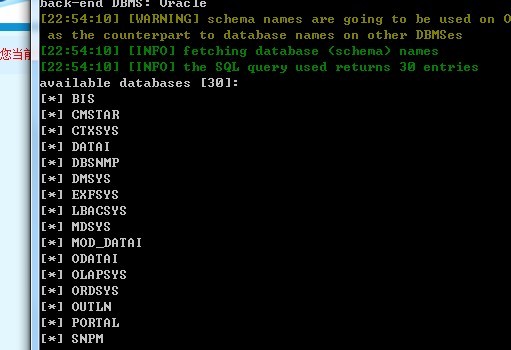 back-end DBMS: Oracle
[22:54:10] [WARNING] schema names are going to be used on O
as the counterpart to database names on other DBMSes
您当前
[22:54:10] [INFO] fetching database (schema) names
[22:54:10] [INFO] the SQL query used returns 30 entries
available databases [30]:
[*] BIS
[*] CMSTAR
[*] CTXSYS
[*] DATAI
[*] DBSNMP
[*] DMSYS
[*] EXFSYS
[*] LBACSYS
[*] MDSYS
[*] MOD_DATAI
[*] ODATAI
[*] OLAPSYS
[*] ORDSYS
[*] OUTLN
[*] PORTAL
[*] SNPM